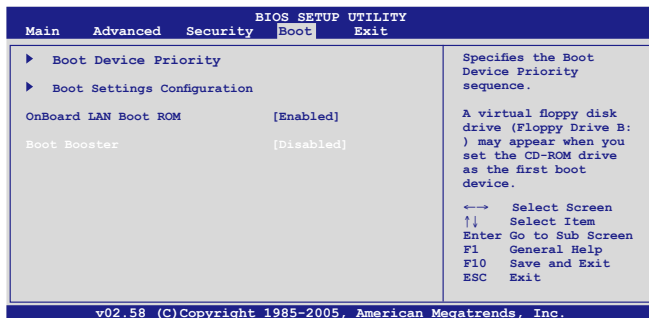 BIOS SETUP UTILITY
Main Advanced Security Boot Exit
Boot Device Priority
Boot Settings Configuration
OnBoard LAN Boot ROM [Enabled]
Boot Booster [Disabled]
Specifies the Boot
Device Priority
sequence.
A virtual floppy disk
drive (Floppy Drive B:
) may appear when you
set the CD-ROM drive
as the first boot
device.
←→ Select Screen
↑↓ Select Item
Enter Go to Sub Screen
F1 General Help
F10 Save and Exit
ESC Exit
v02.58 (C)Copyright 1985-2005, American Megatrends, Inc.